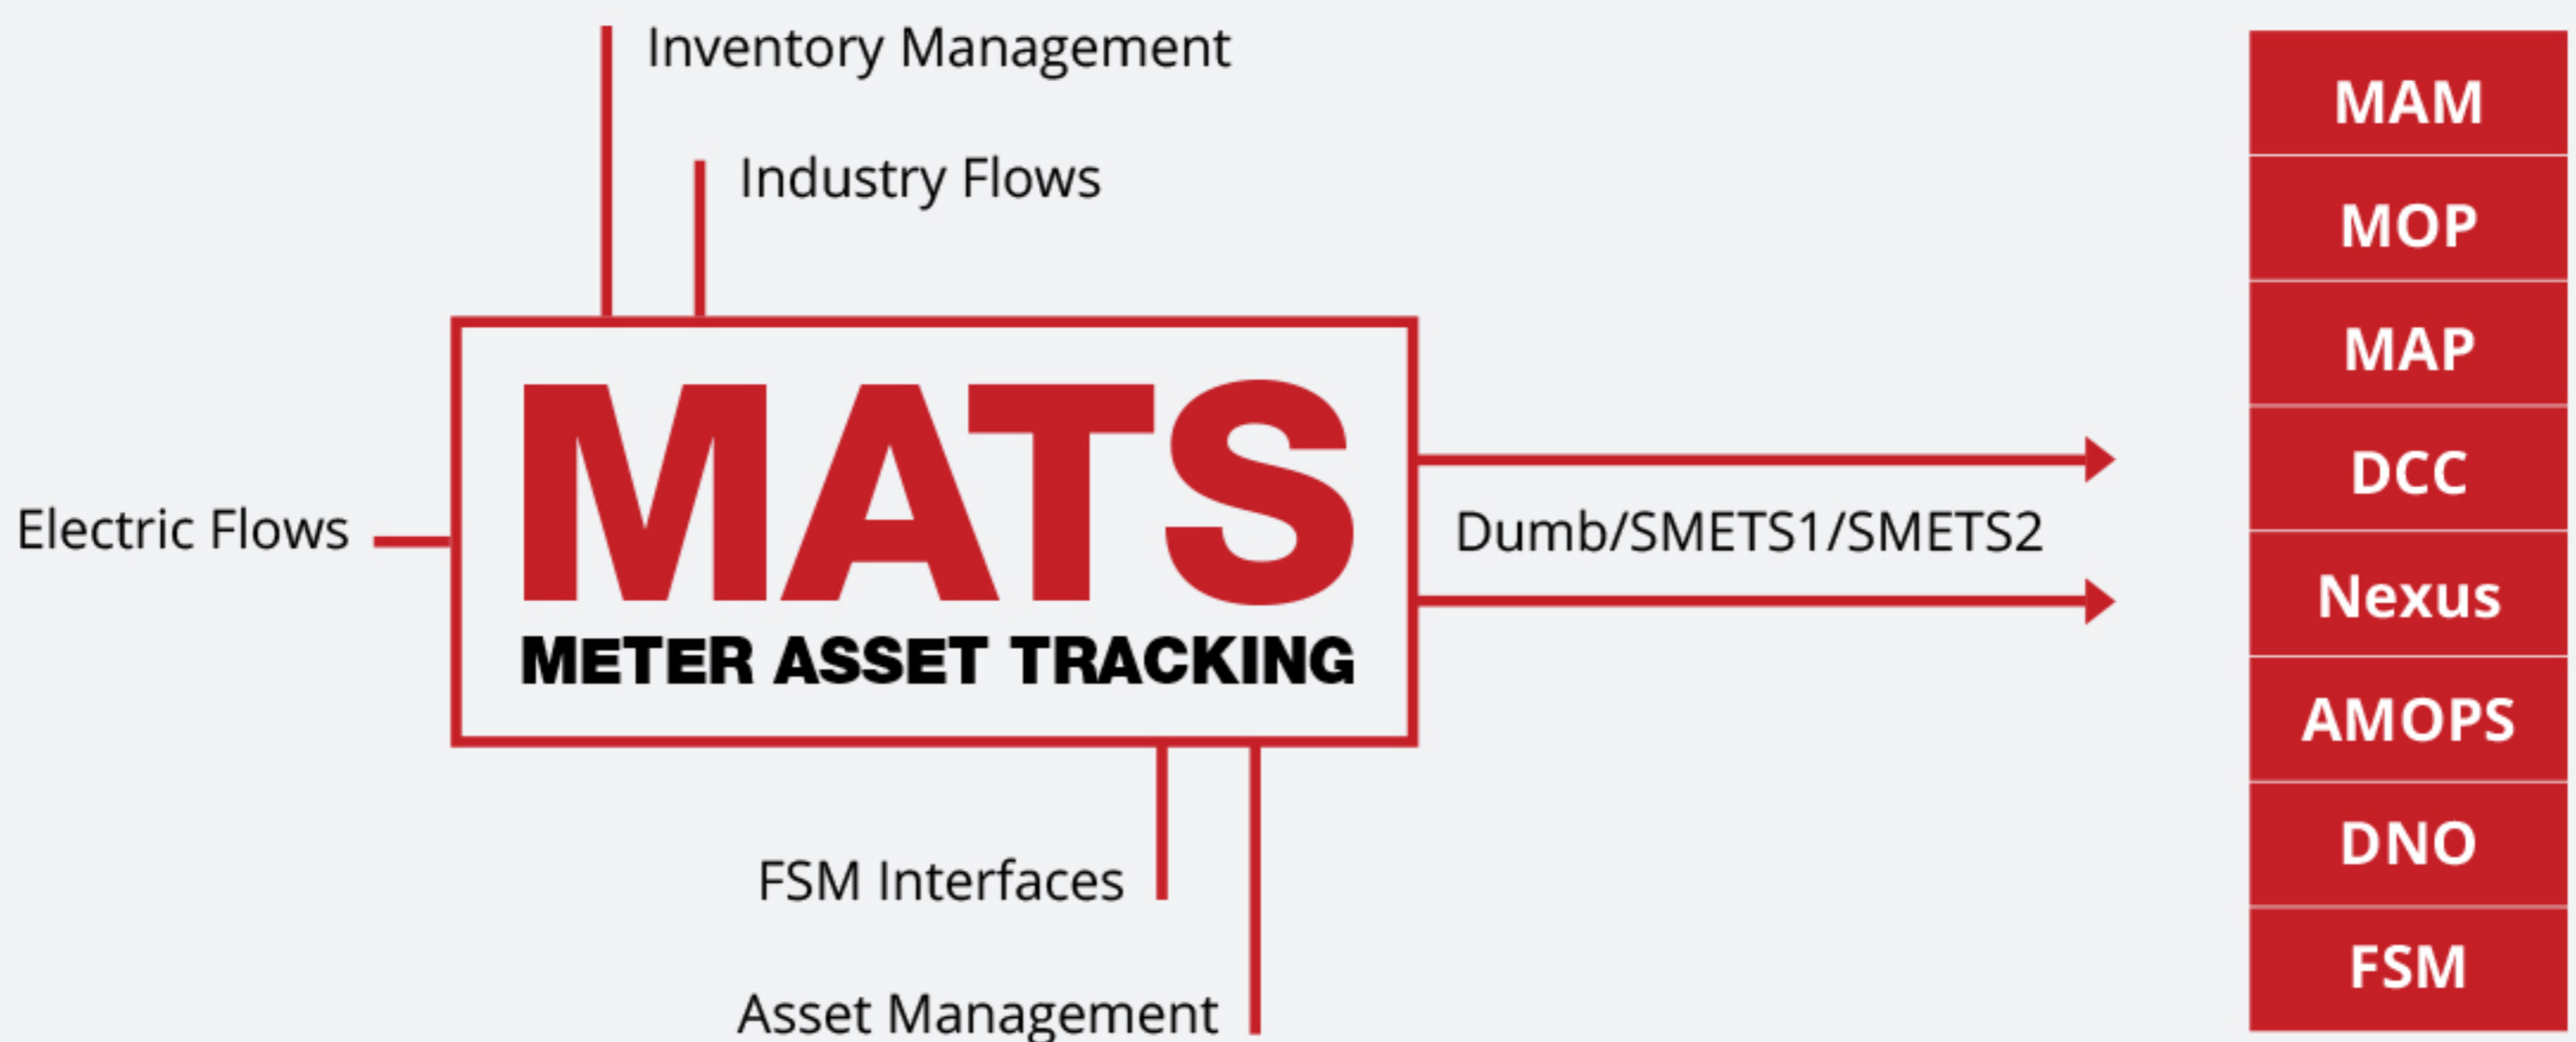 Inventory Management
Industry Flows
Electric Flows
MATS
METER ASSET TRACKING
Dumb/SMETS1/SMETS2
FSM Interfaces
Asset Management
MAM
MOP
MAP
DCC
Nexus
AMOPS
DNO
FSM